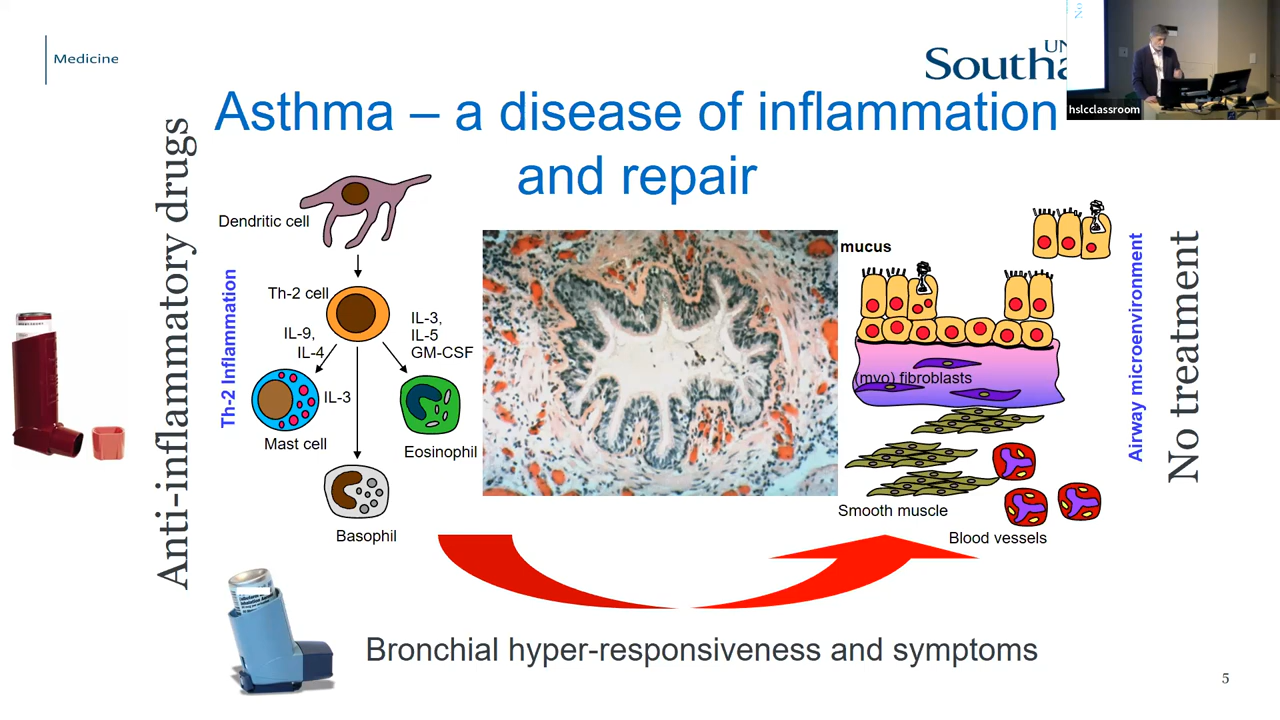 Medicine
UN
Southa
hslcclassroom
Asthma – a disease of inflammation
and repair
Anti-inflammatory drugs
Th-2 Inflammation
Dendritic cell
Th-2 cell
IL-9,
IL-4
IL-3,
IL-5
GM-CSF
IL-3
Mast cell
Eosinophil
Basophil
mucus
(myo) fibroblasts
Smooth muscle
Blood vessels
Airway microenvironment
No treatment
Bronchial hyper-responsiveness and symptoms
5